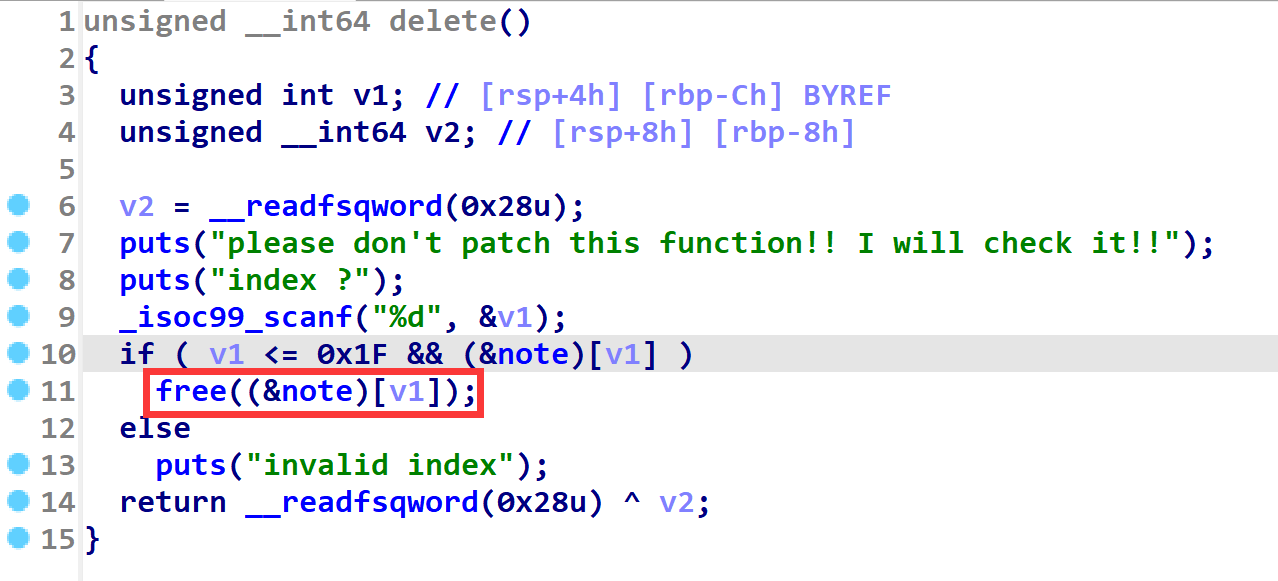 1 unsigned __int64 delete()
2 {
3   unsigned int v1; // [rsp+4h] [rbp-Ch] BYREF
4   unsigned __int64 v2; // [rsp+8h] [rbp-8h]
5
6   v2 = __readfsqword(0x28u);
7   puts("please don't patch this function!! I will check it!!");
8   puts("index ?");
9   _isoc99_scanf("%d", &v1);
10   if ( v1 <= 0x1F && (&note)[v1] )
11     free((&note)[v1]);
12   else
13     puts("invalid index");
14   return __readfsqword(0x28u) ^ v2;
15 }